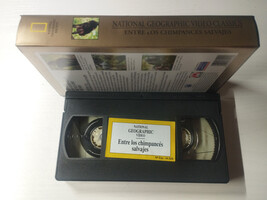 NATIONAL GEOGRAPHIC VIDEO CLASSICS
ENTRE LOS CHIMPANCÉS SALVAJES
NATIONAL
GEOGRAPHIC
VIDEO
Entre los chimpancés
salvajes